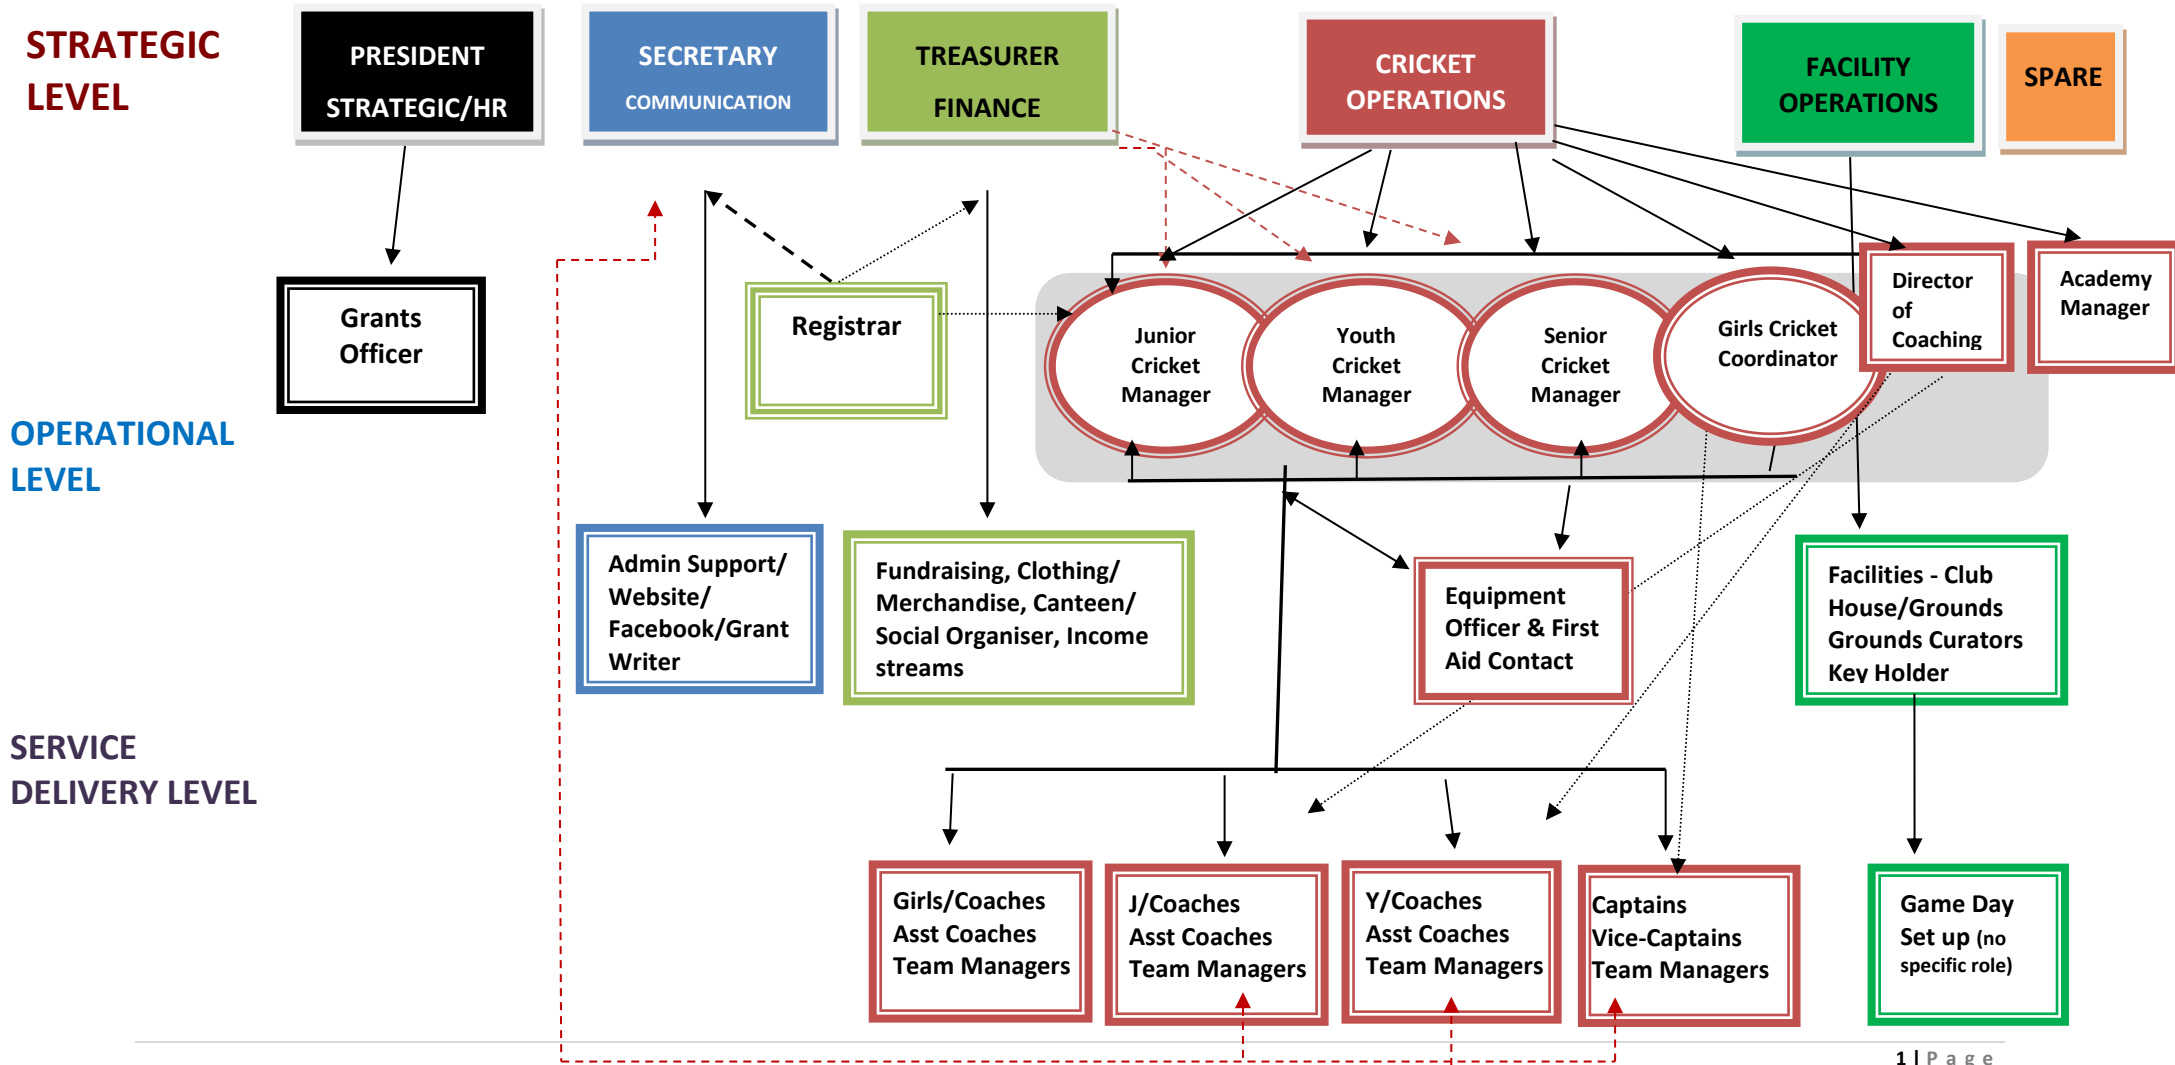 STRATEGIC
LEVEL
PRESIDENT
STRATEGIC/HR
SECRETARY
COMMUNICATION
TREASURER
FINANCE
CRICKET
OPERATIONS
FACILITY
OPERATIONS
SPARE
Grants
Officer
Registrar
Junior
Cricket
Manager
Youth
Cricket
Manager
Senior
Cricket
Manager
Girls Cricket
Coordinator
Director
of
Coaching
Academy
Manager
OPERATIONAL
LEVEL
Admin Support/
Website/
Facebook/Grant
Writer
Fundraising, Clothing/
Merchandise, Canteen/
Social Organiser, Income
streams
Equipment
Officer & First
Aid Contact
Facilities - Club
House/Grounds
Grounds Curators
Key Holder
SERVICE
DELIVERY LEVEL
Girls/Coaches
Asst Coaches
Team Managers
J/Coaches
Asst Coaches
Team Managers
Y/Coaches
Asst Coaches
Team Managers
Captains
Vice-Captains
Team Managers
Game Day
Set up (no
specific role)
1 | P a g e